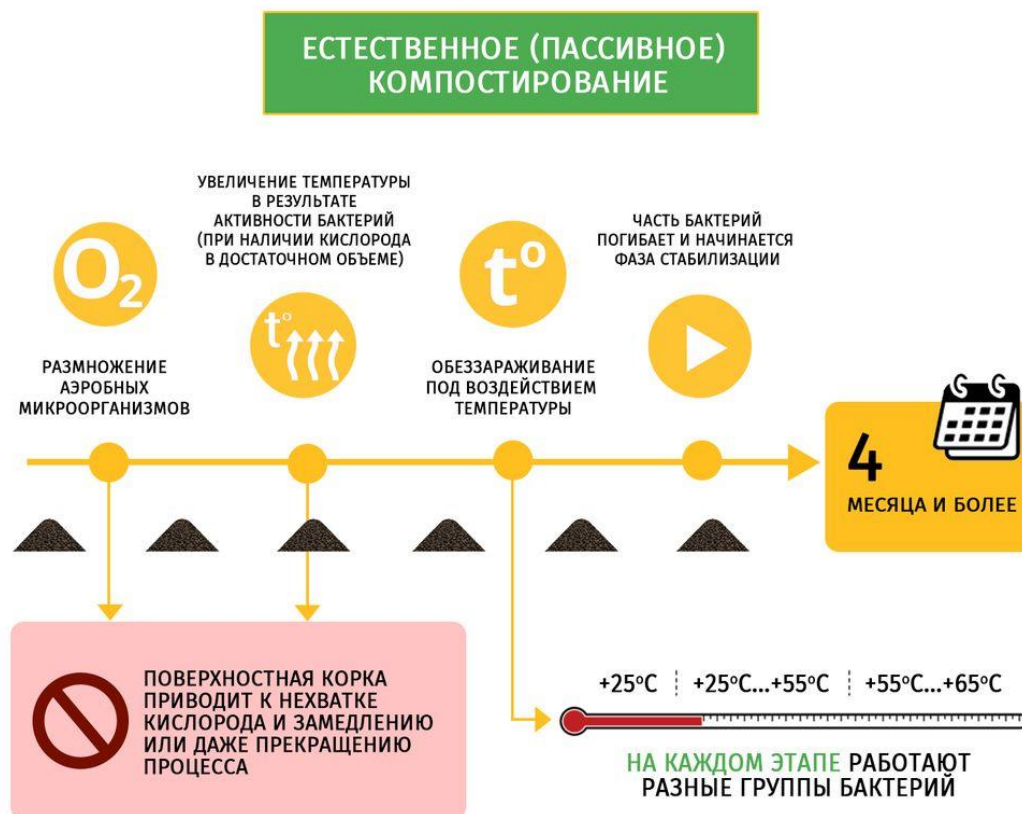 ЕСТЕСТВЕННОЕ (ПАССИВНОЕ)
КОМПОСТИРОВАНИЕ
O₂
РАЗМНОЖЕНИЕ
АЭРОБНЫХ
МИКРООРГАНИЗМОВ
УВЕЛИЧЕНИЕ ТЕМПЕРАТУРЫ
В РЕЗУЛЬТАТЕ
АКТИВНОСТИ БАКТЕРИЙ
(ПРИ НАЛИЧИИ КИСЛОРОДА
В ДОСТАТОЧНОМ ОБЪЕМЕ)
t°
t°
ОБЕЗЗАРАЖИВАНИЕ
ПОД ВОЗДЕЙСТВИЕМ
ТЕМПЕРАТУРЫ
ЧАСТЬ БАКТЕРИЙ
ПОГИБАЕТ И НАЧИНАЕТСЯ
ФАЗА СТАБИЛИЗАЦИИ
4
МЕСЯЦА И БОЛЕЕ
ПОВЕРХНОСТНАЯ КОРКА
ПРИВОДИТ К НЕХВАТКЕ
КИСЛОРОДА И ЗАМЕДЛЕНИЮ
ИЛИ ДАЖЕ ПРЕКРАЩЕНИЮ
ПРОЦЕССА
+25°C +25°C...+55°C +55°C...+65°C
НА КАЖДОМ ЭТАПЕ РАБОТАЮТ
РАЗНЫЕ ГРУППЫ БАКТЕРИЙ